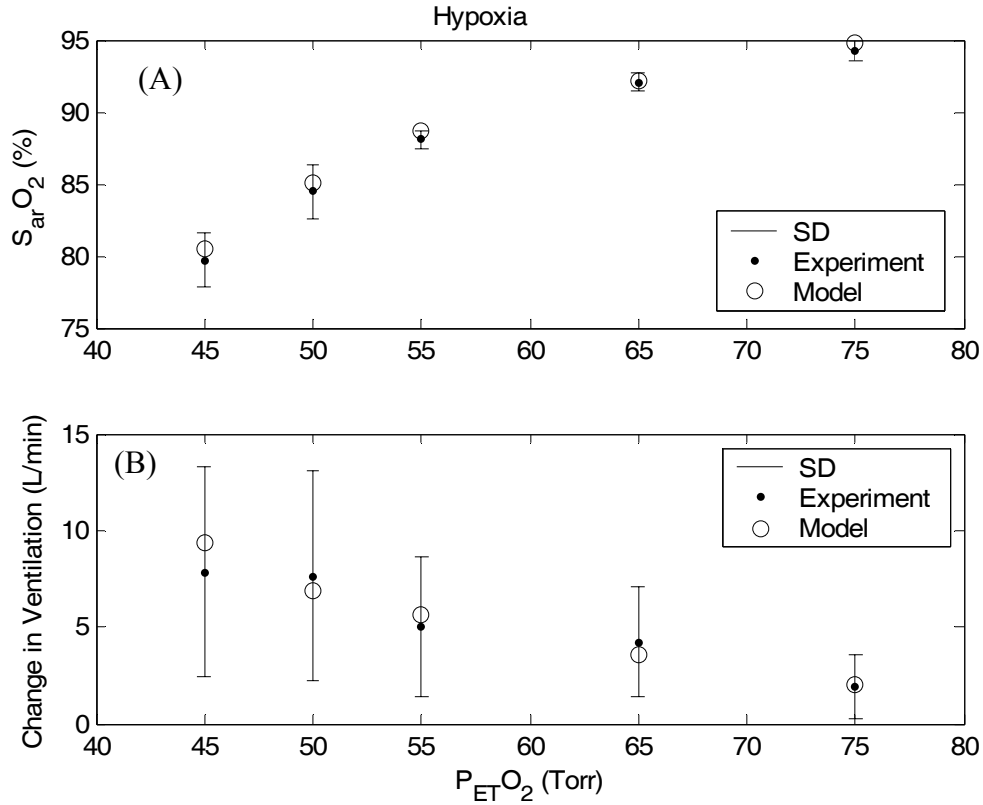 Hypoxia
(A)
95
90
85
80
75
SarO2 (%)
SD
Experiment
Model
40 45 50 55 60 65 70 75 80
(B)
15
10
5
0
Change in Ventilation (L/min)
SD
Experiment
Model
40 45 50 55 60 65 70 75 80
PETO2 (Torr)